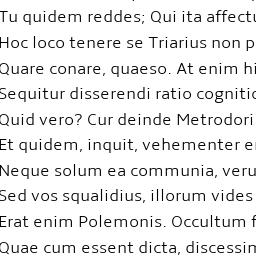 Tu quidem reddes; Qui ita affectu
Hoc loco tenere se Triarius non p
Quare conare, quaeso. At enim hi
Sequitur disserendi ratio cognitio
Quid vero? Cur deinde Metrodori
Et quidem, inquit, vehementer e
Neque solum ea communia, veru
Sed vos squalidius, illorum vides
Erat enim Polemonis. Occultum f
Quae cum essent dicta, discessim